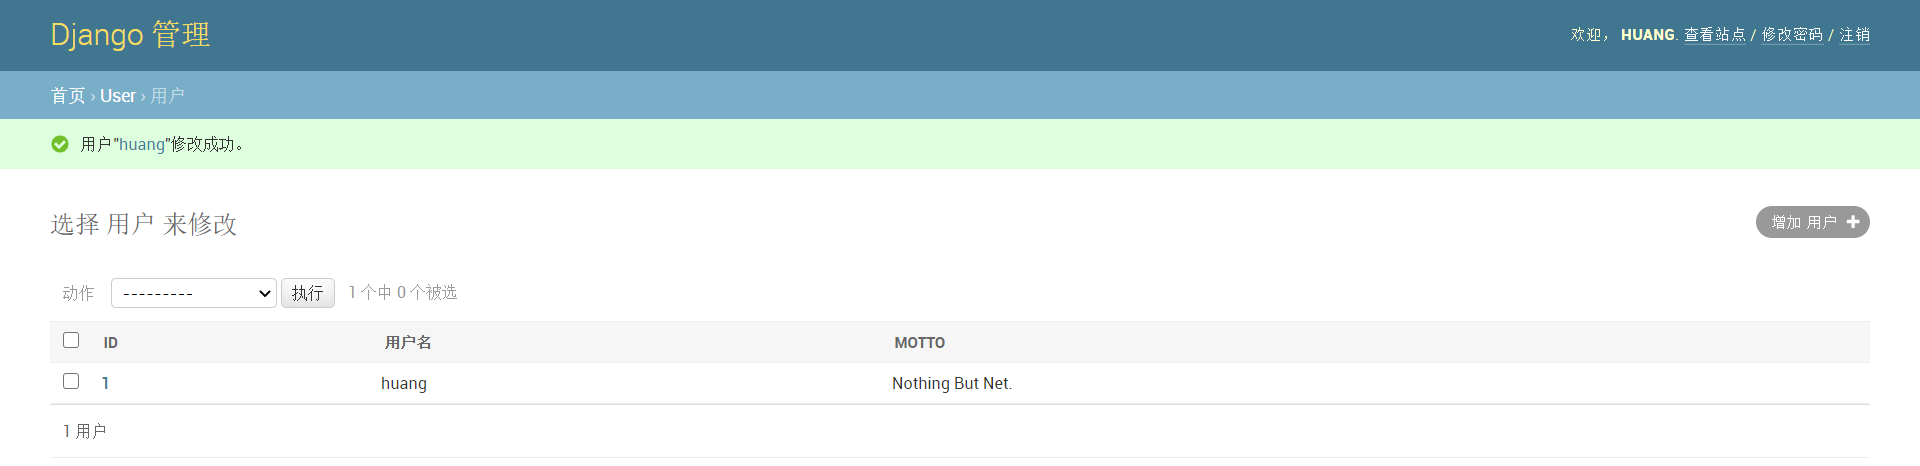 Django 管理
欢迎， HUANG. 查看站点 / 修改密码 / 注销
首页 › User › 用户
用户"huang"修改成功。
选择 用户 来修改
增加 用户
动作 --------- 执行 1 个中 0 个被选
ID 用户名 MOTTO
1 huang Nothing But Net.
1 用户